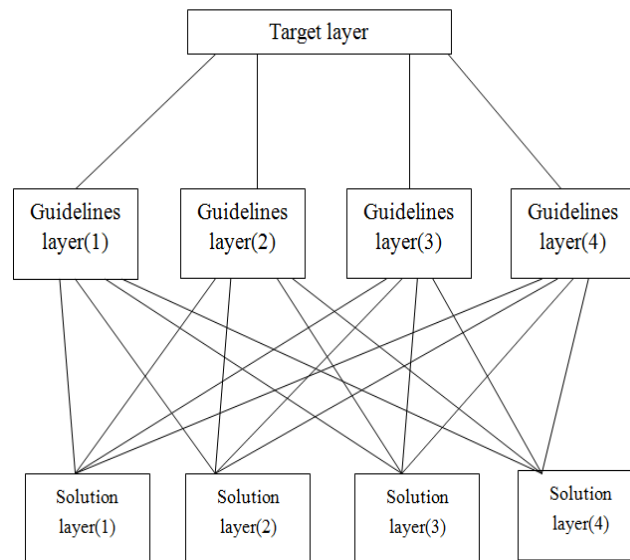 Target layer
Guidelines
layer(1)
Guidelines
layer(2)
Guidelines
layer(3)
Guidelines
layer(4)
Solution
layer(1)
Solution
layer(2)
Solution
layer(3)
Solution
layer(4)